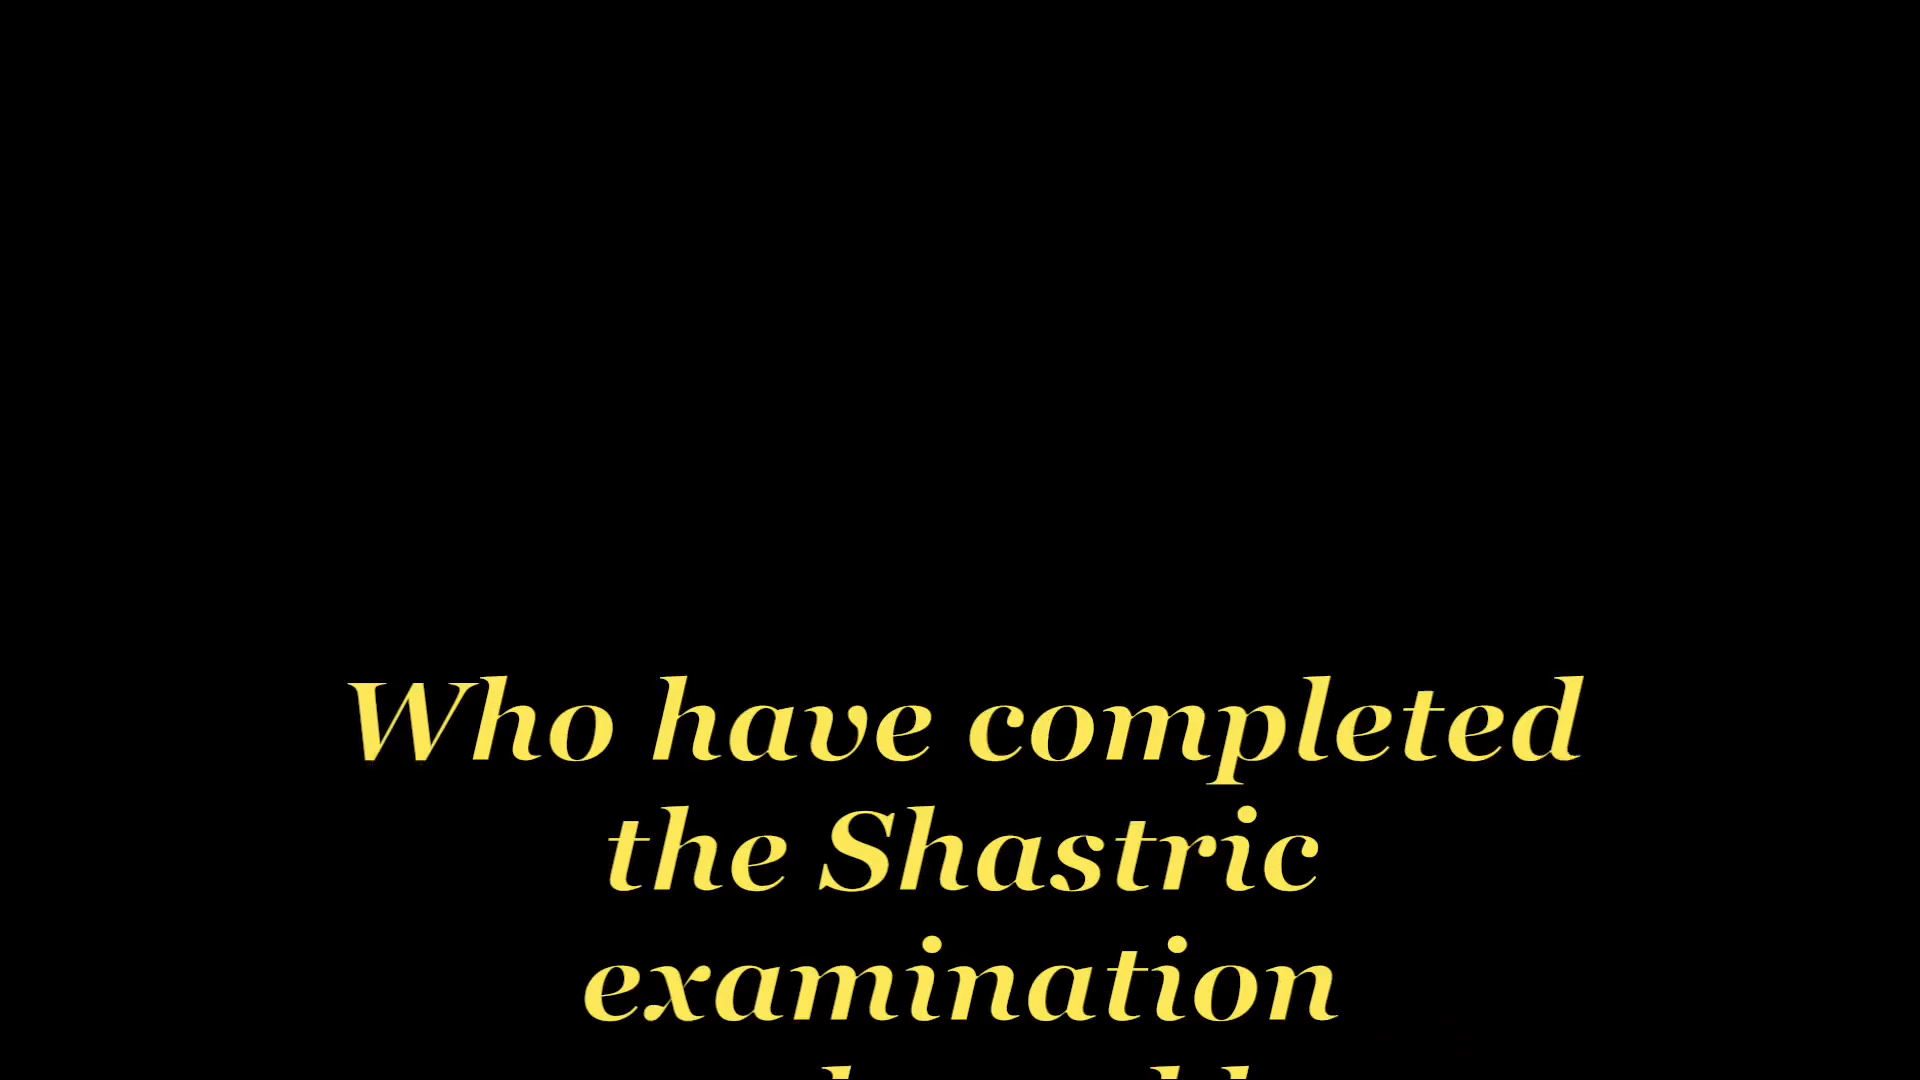 Who have completed
the Shastric
examination